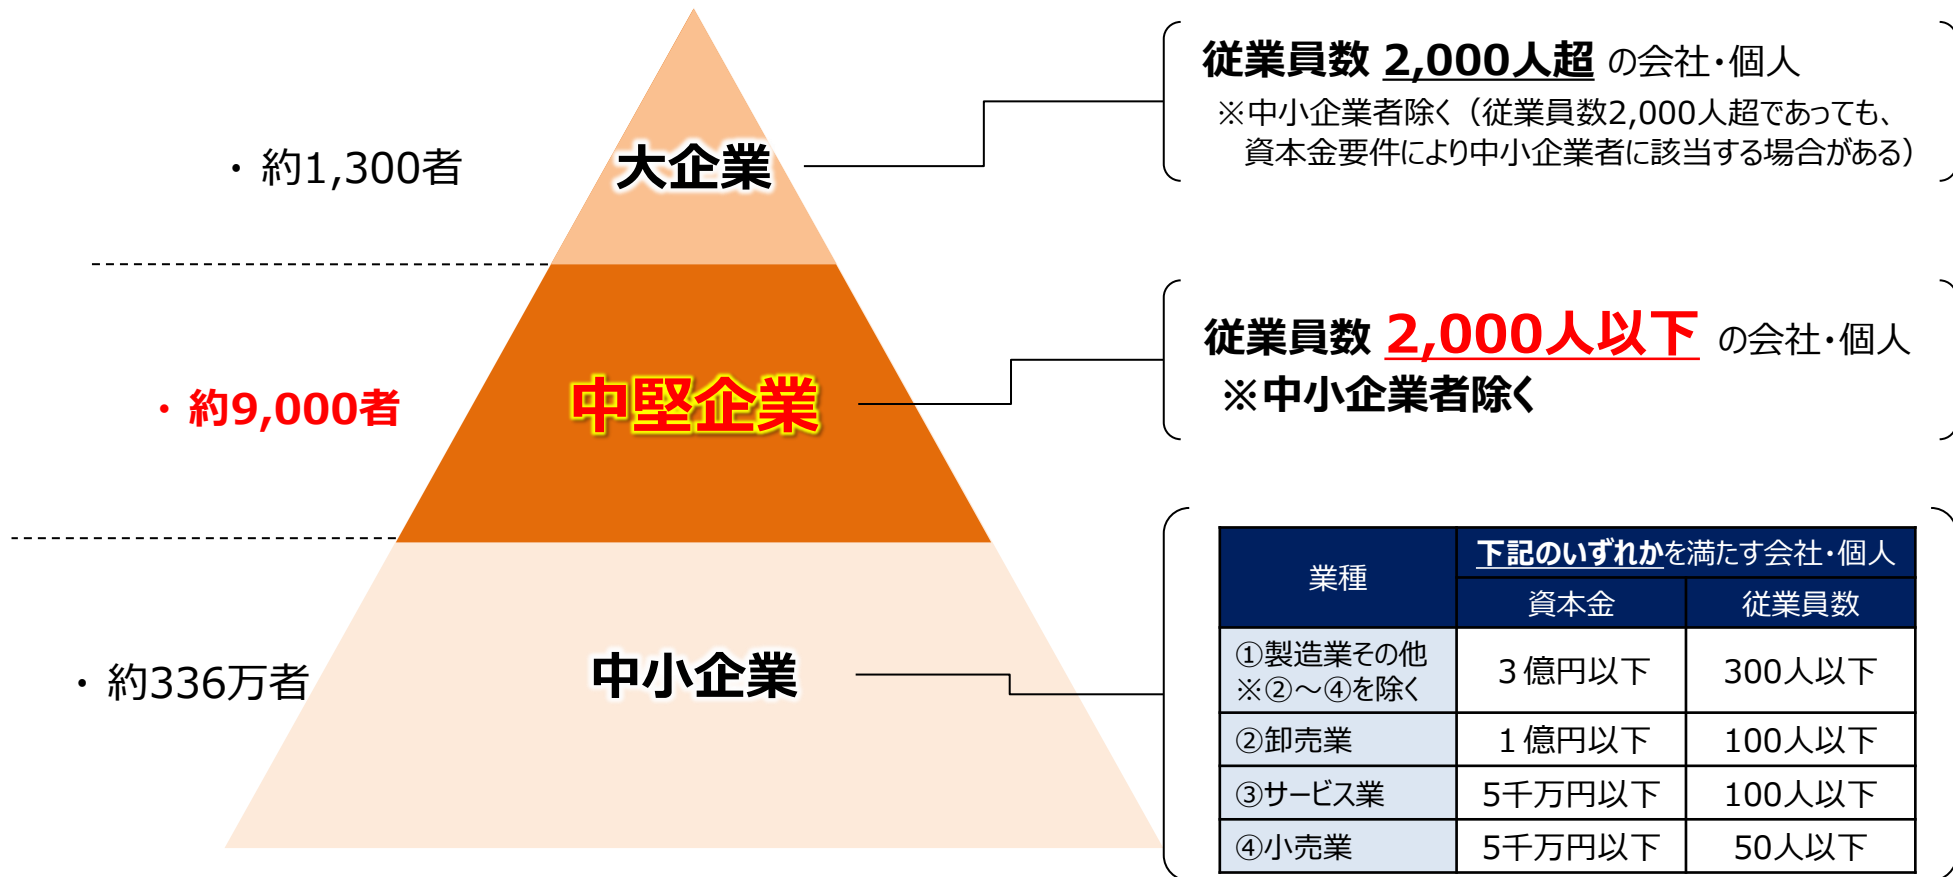 ・ 約1,300者
大企業
従業員数 2,000人超 の会社・個人
※中小企業者除く（従業員数2,000人超であっても、
資本金要件により中小企業者に該当する場合がある）
・ 約9,000者
中堅企業
従業員数 2,000人以下 の会社・個人
※中小企業者除く
・ 約336万者
中小企業
業種
下記のいずれかを満たす会社・個人
資本金 従業員数
①製造業その他
※②～④を除く
３億円以下 300人以下
②卸売業 １億円以下 100人以下
③サービス業 5千万円以下 100人以下
④小売業 5千万円以下 50人以下